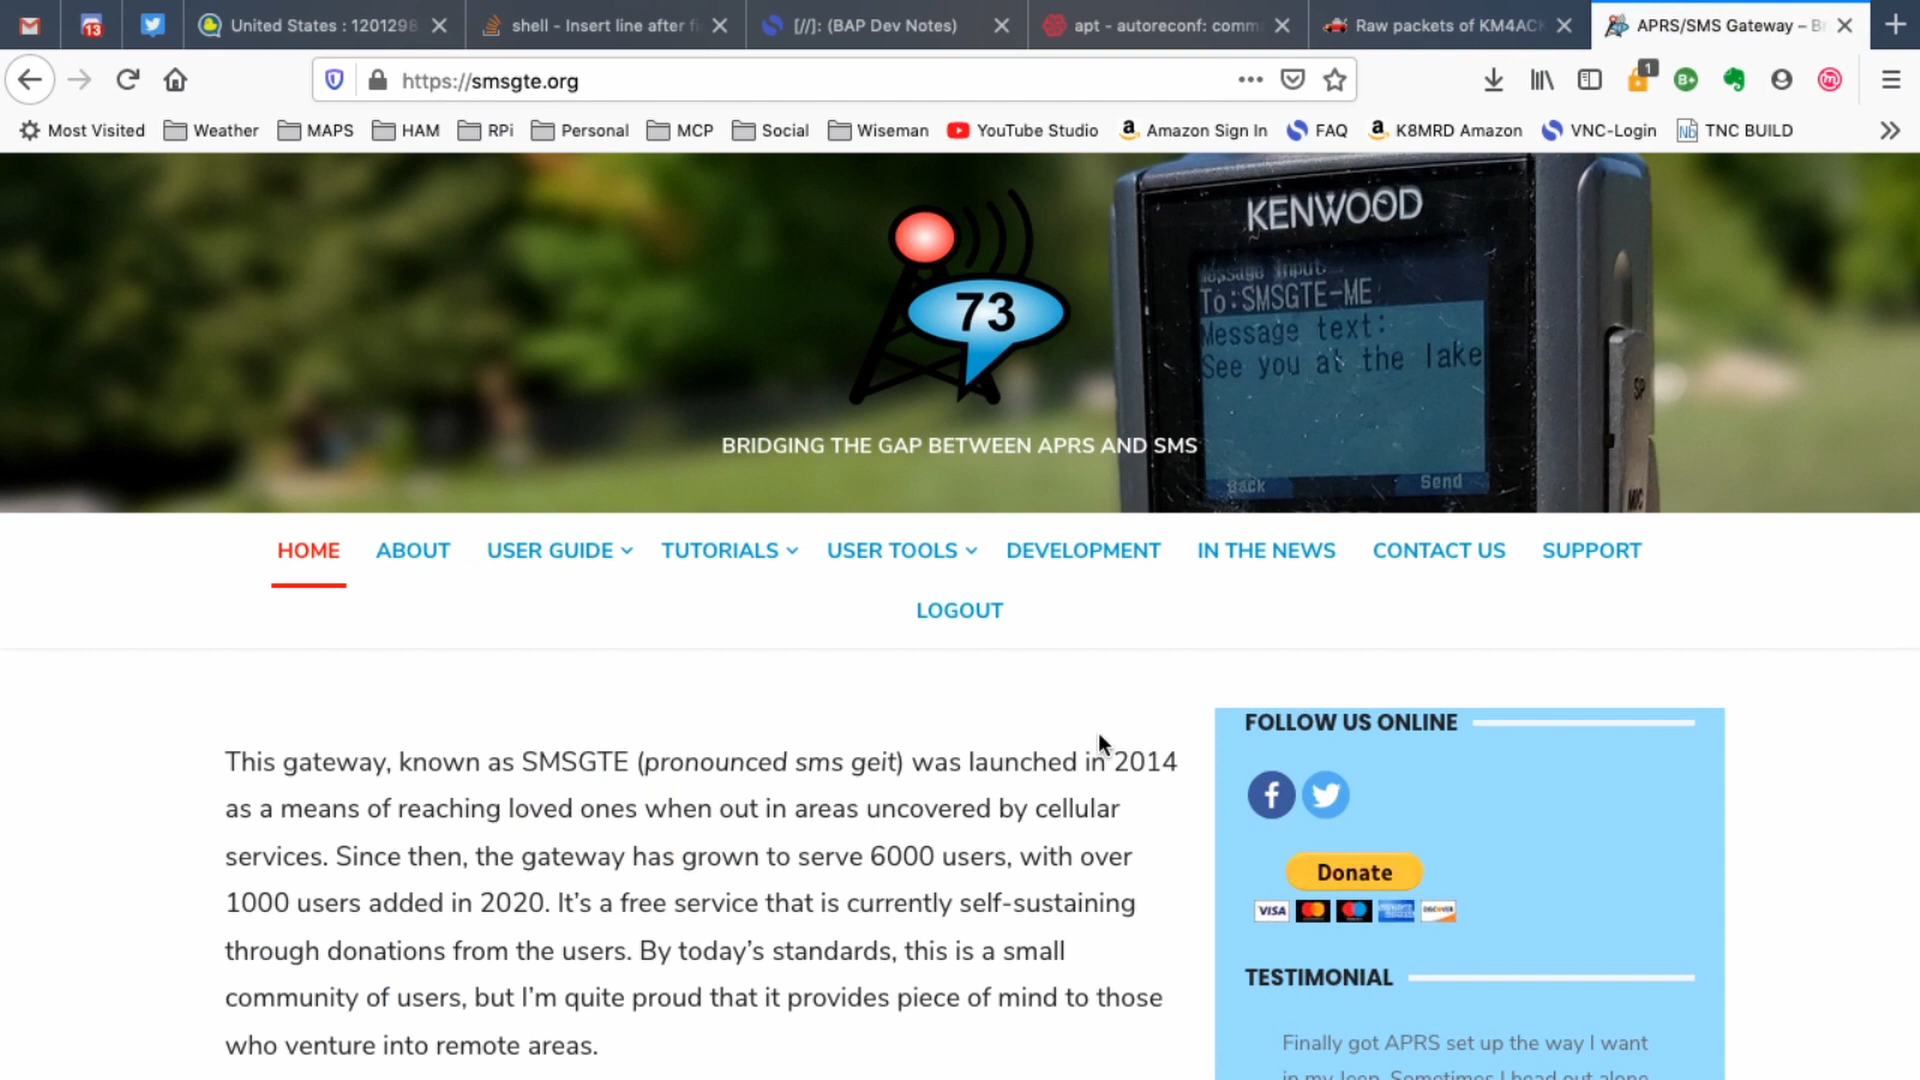 13
United States : 1201298
shell - Insert line after fi
[//]: (BAP Dev Notes)
apt - autoreconf: comm
Raw packets of KM4ACK
APRS/SMS Gateway – B
https://smsgte.org
1
B+
Most Visited
Weather
MAPS
HAM
RPi
Personal
MCP
Social
Wiseman
YouTube Studio
Amazon Sign In
FAQ
K8MRD Amazon
VNC-Login
TNC BUILD
KENWOOD
Message Input
To:SMSGTE-ME
Message text:
See you at the lake
Back
Send
SP
MIC
73
BRIDGING THE GAP BETWEEN APRS AND SMS
HOME
ABOUT
USER GUIDE
TUTORIALS
USER TOOLS
DEVELOPMENT
IN THE NEWS
CONTACT US
SUPPORT
LOGOUT
This gateway, known as SMSGTE (pronounced sms geit) was launched in 2014
as a means of reaching loved ones when out in areas uncovered by cellular
services. Since then, the gateway has grown to serve 6000 users, with over
1000 users added in 2020. It’s a free service that is currently self-sustaining
through donations from the users. By today’s standards, this is a small
community of users, but I’m quite proud that it provides piece of mind to those
who venture into remote areas.
FOLLOW US ONLINE
Donate
VISA
DISCOVER
TESTIMONIAL
Finally got APRS set up the way I want
in my Jeep. Sometimes I head out alone